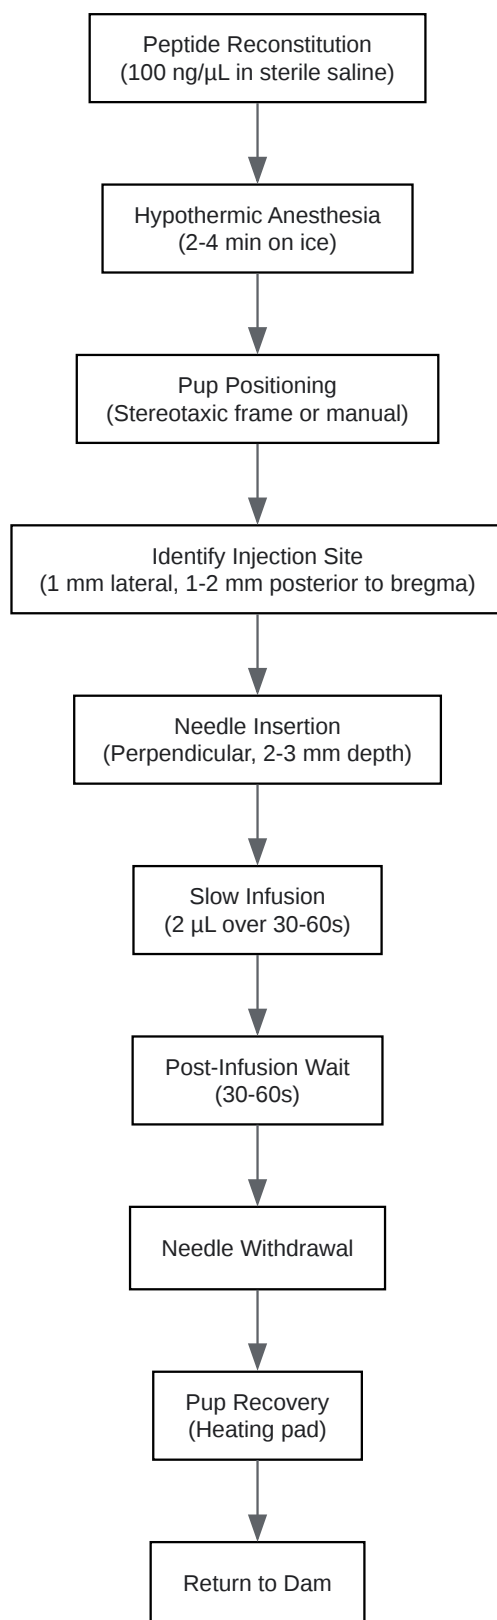 Peptide Reconstitution
(100 ng/µL in sterile saline)
Hypothermic Anesthesia
(2-4 min on ice)
Pup Positioning
(Stereotaxic frame or manual)
Identify Injection Site
(1 mm lateral, 1-2 mm posterior to bregma)
Needle Insertion
(Perpendicular, 2-3 mm depth)
Slow Infusion
(2 µL over 30-60s)
Post-Infusion Wait
(30-60s)
Needle Withdrawal
Pup Recovery
(Heating pad)
Return to Dam